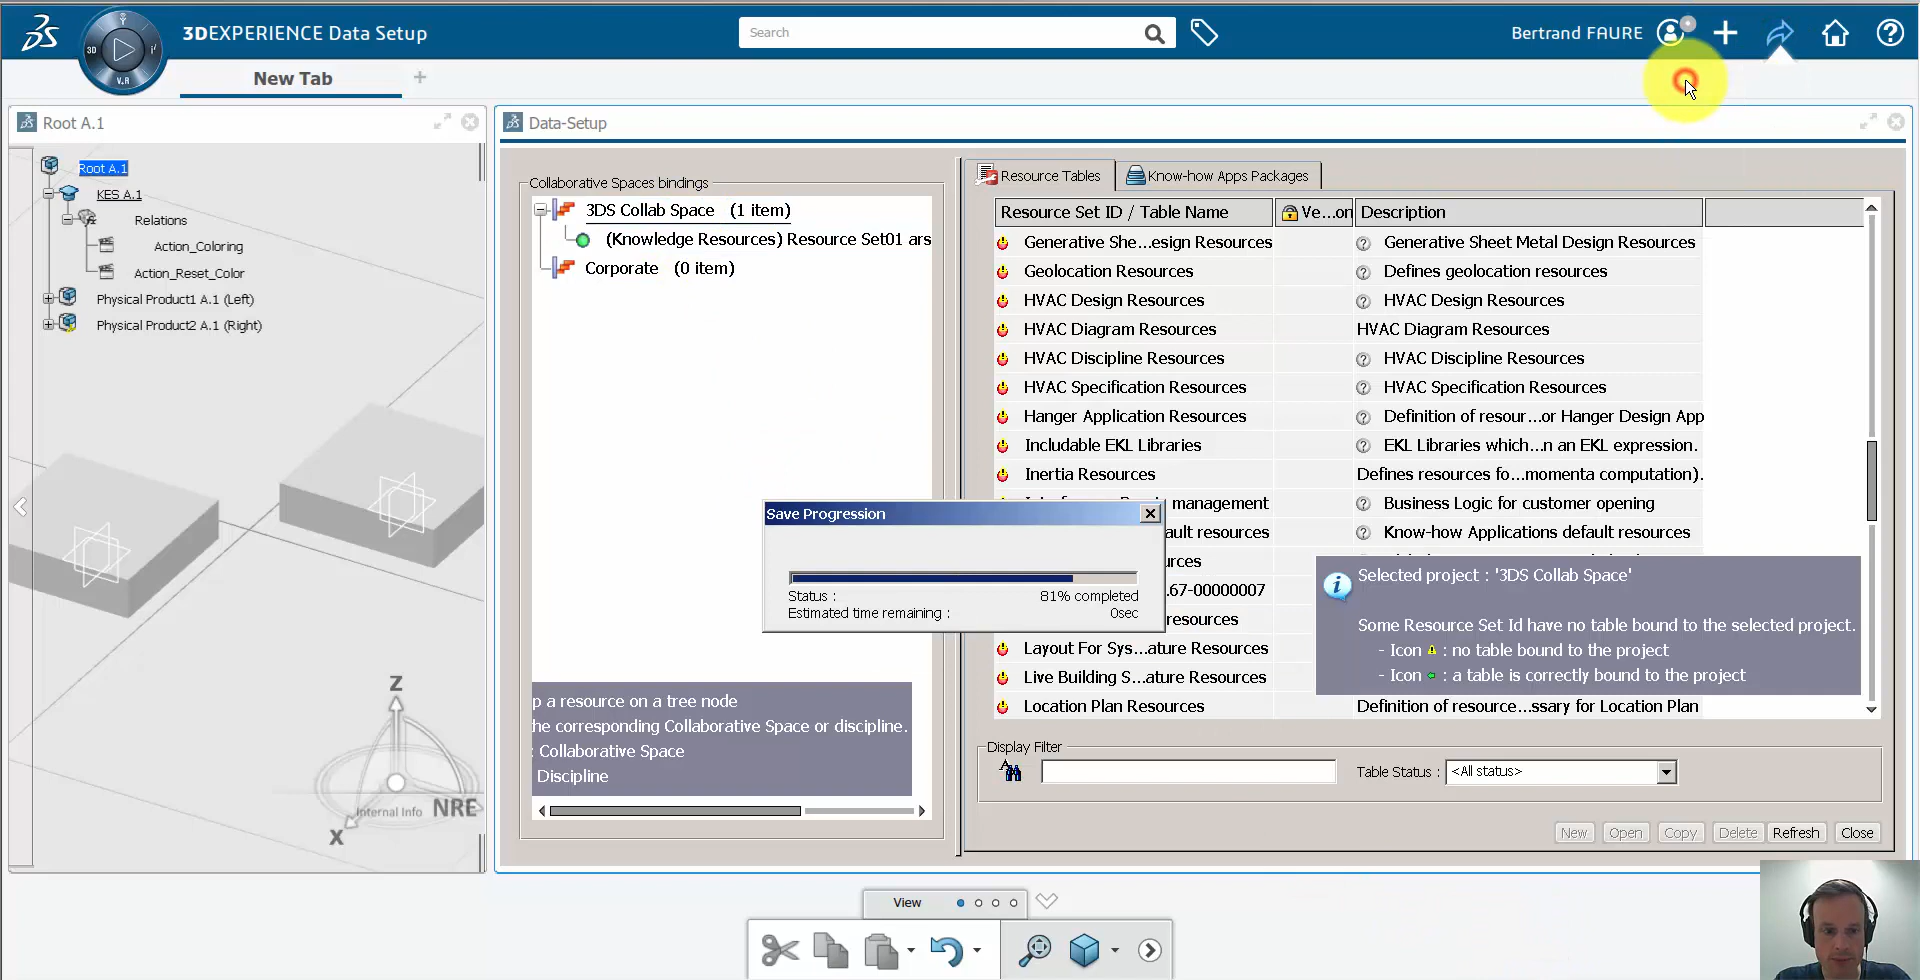 3DEXPERIENCE Data Setup
Search
Bertrand FAURE
3D
V.R
New Tab
Root A.1
Root A.1
KES A.1
Relations
Action_Coloring
Action_Reset_Color
Physical Product1 A.1 (Left)
Physical Product2 A.1 (Right)
Z
X
Internal Info
NRE
Data-Setup
Collaborative Spaces bindings
3DS Collab Space (1 item)
(Knowledge Resources) Resource Set01 ars
Corporate (0 item)
p a resource on a tree node
he corresponding Collaborative Space or discipline.
: Collaborative Space
Discipline
Resource Tables
Know-how Apps Packages
Resource Set ID / Table Name Ve...on Description
Generative She...esign Resources Generative Sheet Metal Design Resources
Geolocation Resources Defines geolocation resources
HVAC Design Resources HVAC Design Resources
HVAC Diagram Resources HVAC Diagram Resources
HVAC Discipline Resources HVAC Discipline Resources
HVAC Specification Resources HVAC Specification Resources
Hanger Application Resources Definition of resour...or Hanger Design App
Includable EKL Libraries EKL Libraries which...n an EKL expression.
Inertia Resources Defines resources fo...momenta computation).
management Business Logic for customer opening
ault resources Know-how Applications default resources
rces
67-00000007
resources
Layout For Sys...ature Resources
Live Building S...ature Resources
Location Plan Resources Definition of resource...ssary for Location Plan
Save Progression
Status : 81% completed
Estimated time remaining : 0sec
Selected project : '3DS Collab Space'
Some Resource Set Id have no table bound to the selected project.
- Icon : no table bound to the project
- Icon : a table is correctly bound to the project
Display Filter
Table Status : <All status>
New Open Copy Delete Refresh Close
View